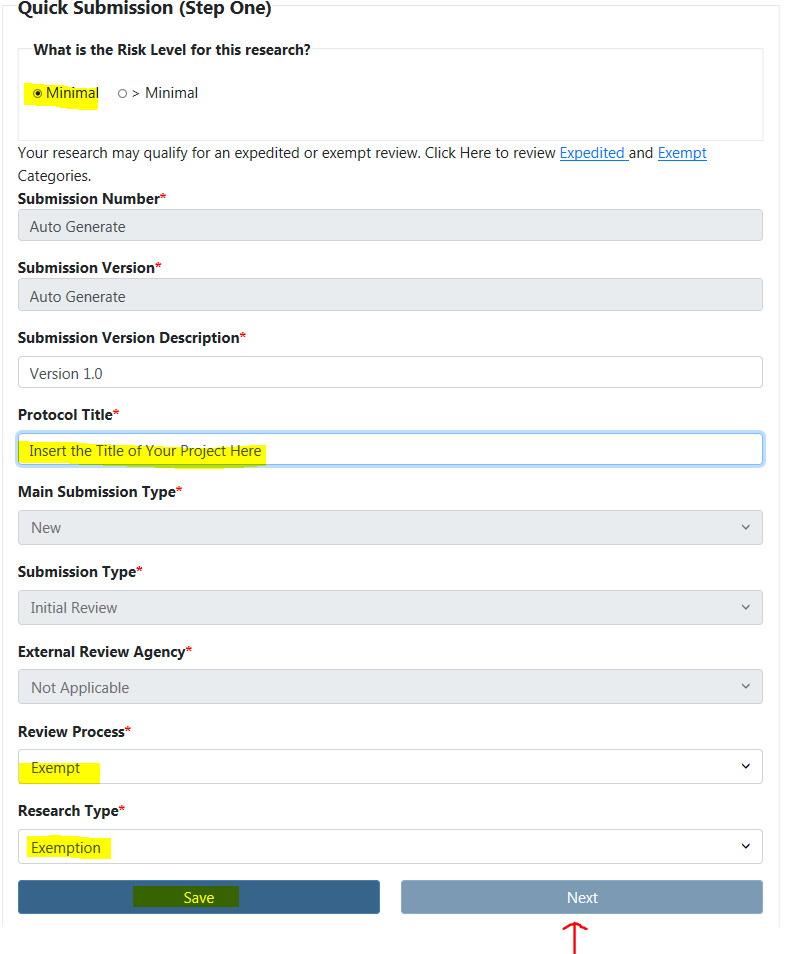 Quick Submission (Step One)
What is the Risk Level for this research?
Minimal > Minimal
Your research may qualify for an expedited or exempt review. Click Here to review Expedited and Exempt
Categories.
Submission Number*
Auto Generate
Submission Version*
Auto Generate
Submission Version Description*
Version 1.0
Protocol Title*
Insert the Title of Your Project Here
Main Submission Type*
New
Submission Type*
Initial Review
External Review Agency*
Not Applicable
Review Process*
Exempt
Research Type*
Exemption
Save Next